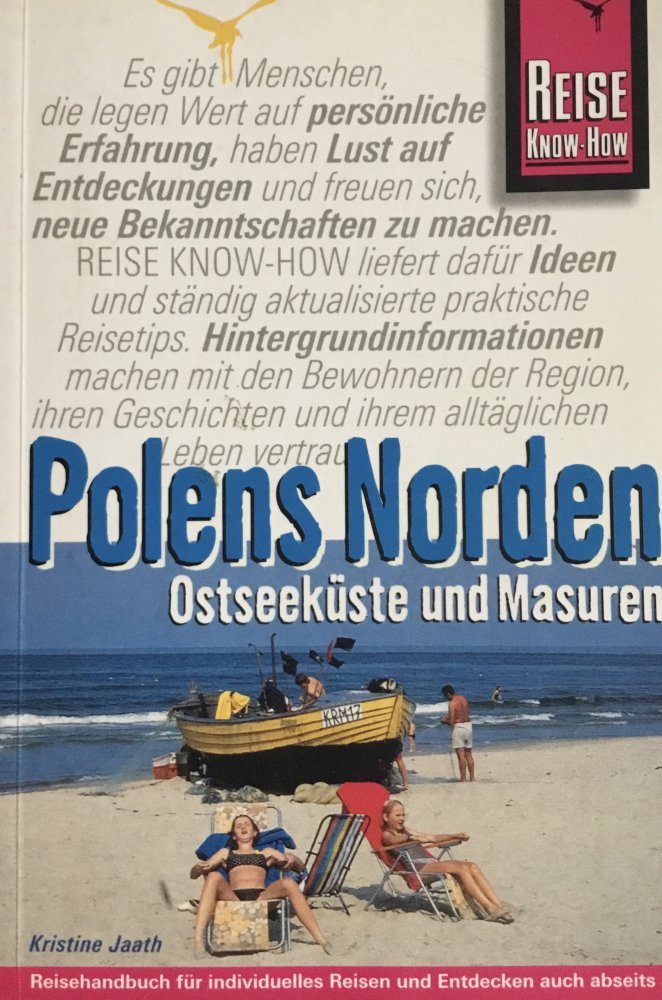 Es gibt Menschen,
die legen Wert auf persönliche
Erfahrung, haben Lust auf
Entdeckungen und freuen sich,
neue Bekanntschaften zu machen.
REISE KNOW-HOW liefert dafür Ideen
und ständig aktualisierte praktische
Reisetips. Hintergrundinformationen
machen mit den Bewohnern der Region,
ihren Geschichten und ihrem alltäglichen
Leben vertrau
REISE
KNOW-HOW
Polens Norden
Ostseeküste und Masuren
KRM17
Kristine Jaath
Reisehandbuch für individuelles Reisen und Entdecken auch abseits